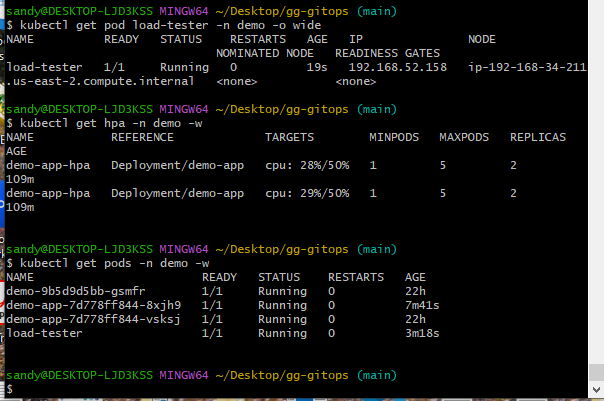 sandy@DESKTOP-LJD3KSS MINGW64 ~/Desktop/gg-gitops (main)
$ kubectl get pod load-tester -n demo -o wide
NAME          READY   STATUS    RESTARTS   AGE   IP               NODE
                        NOMINATED NODE   READINESS GATES
load-tester   1/1     Running   0          19s   192.168.52.158   ip-192-168-34-211
.us-east-2.compute.internal   <none>           <none>
sandy@DESKTOP-LJD3KSS MINGW64 ~/Desktop/gg-gitops (main)
$ kubectl get hpa -n demo -w
NAME           REFERENCE             TARGETS       MINPODS   MAXPODS   REPLICAS
AGE
demo-app-hpa   Deployment/demo-app   cpu: 28%/50%   1         5         2
109m
demo-app-hpa   Deployment/demo-app   cpu: 29%/50%   1         5         2
109m
sandy@DESKTOP-LJD3KSS MINGW64 ~/Desktop/gg-gitops (main)
$ kubectl get pods -n demo -w
NAME                        READY   STATUS    RESTARTS   AGE
demo-9b5d9d5bb-gsmfr        1/1     Running   0          22h
demo-app-7d778ff844-8xjh9   1/1     Running   0          7m41s
demo-app-7d778ff844-vsksj   1/1     Running   0          22h
load-tester                 1/1     Running   0          3m18s
sandy@DESKTOP-LJD3KSS MINGW64 ~/Desktop/gg-gitops (main)
$